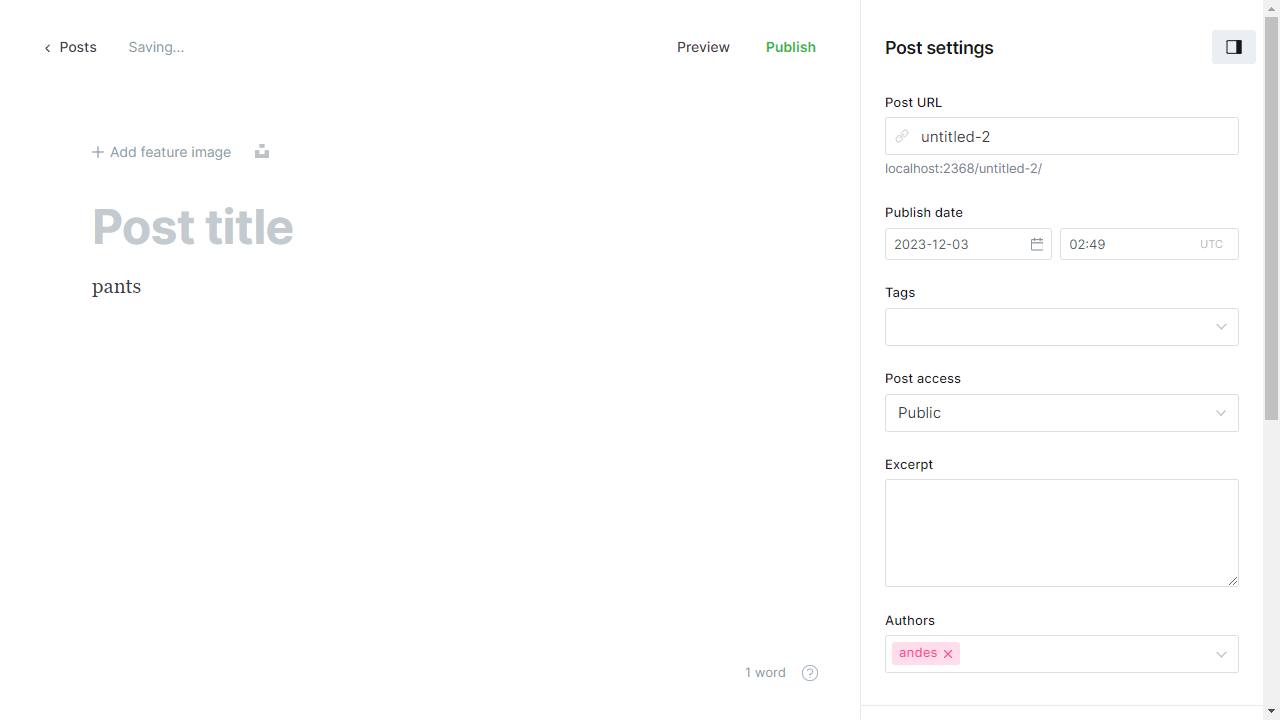 Posts
Saving...
Preview
Publish
Add feature image
Post title
pants
1 word
?
Post settings
Post URL
untitled-2
localhost:2368/untitled-2/
Publish date
2023-12-03
02:49 UTC
Tags
Post access
Public
Excerpt
Authors
andes